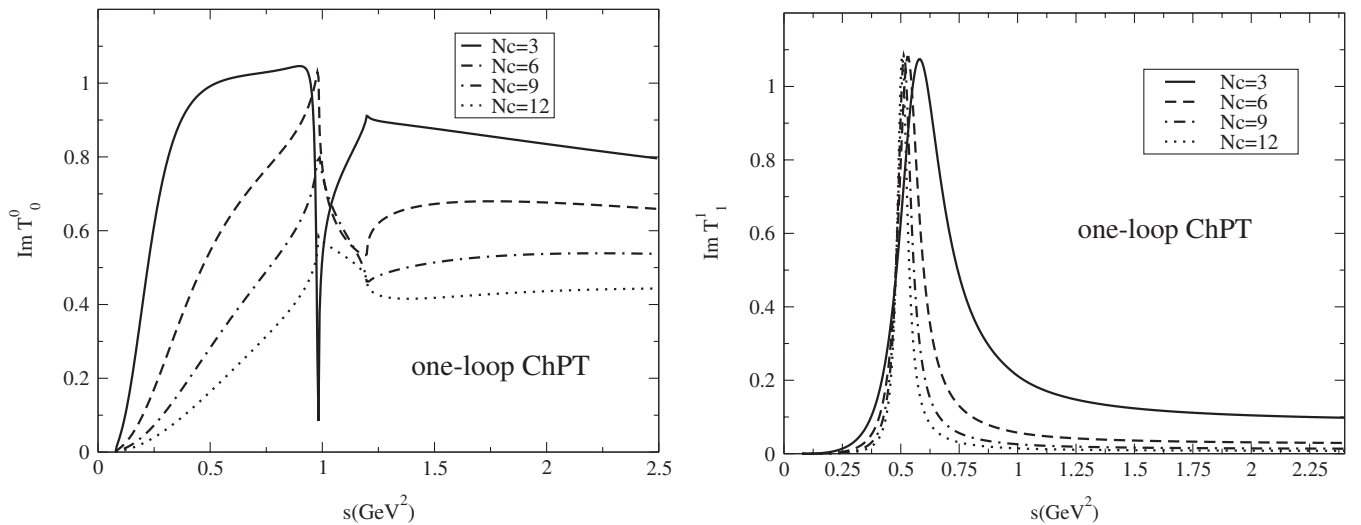 Nc=3
Nc=6
Nc=9
Nc=12
Im T^0_0
1
0.8
0.6
0.4
0.2
0
one-loop ChPT
0 0.5 1 1.5 2 2.5
s(GeV^2)
Nc=3
Nc=6
Nc=9
Nc=12
Im T^1_1
1
0.8
0.6
0.4
0.2
0
one-loop ChPT
0 0.25 0.5 0.75 1 1.25 1.5 1.75 2 2.25
s(GeV^2)